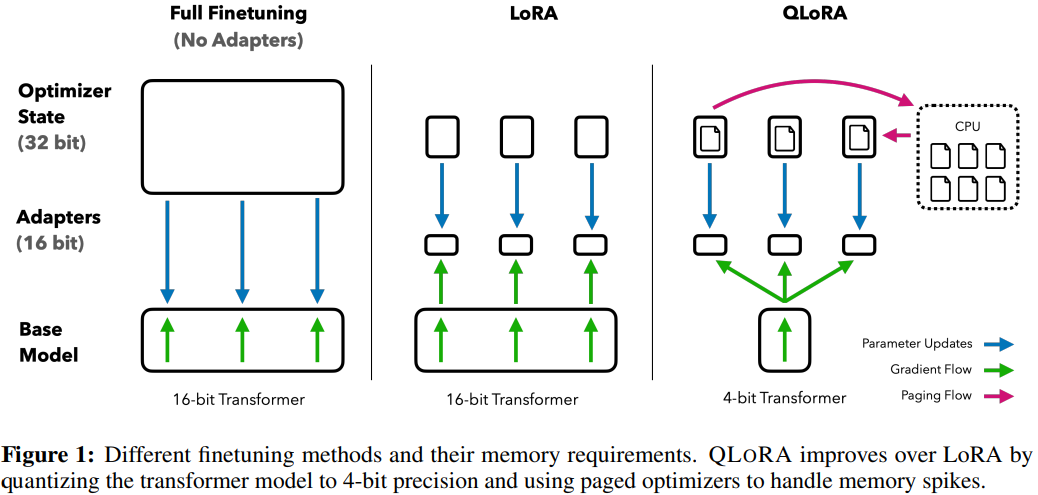 Full Finetuning
(No Adapters)
LoRA
QLoRA
Optimizer
State
(32 bit)
CPU
Adapters
(16 bit)
Base
Model
Parameter Updates
Gradient Flow
Paging Flow
16-bit Transformer
16-bit Transformer
4-bit Transformer
Figure 1: Different finetuning methods and their memory requirements. QLORA improves over LoRA by
quantizing the transformer model to 4-bit precision and using paged optimizers to handle memory spikes.